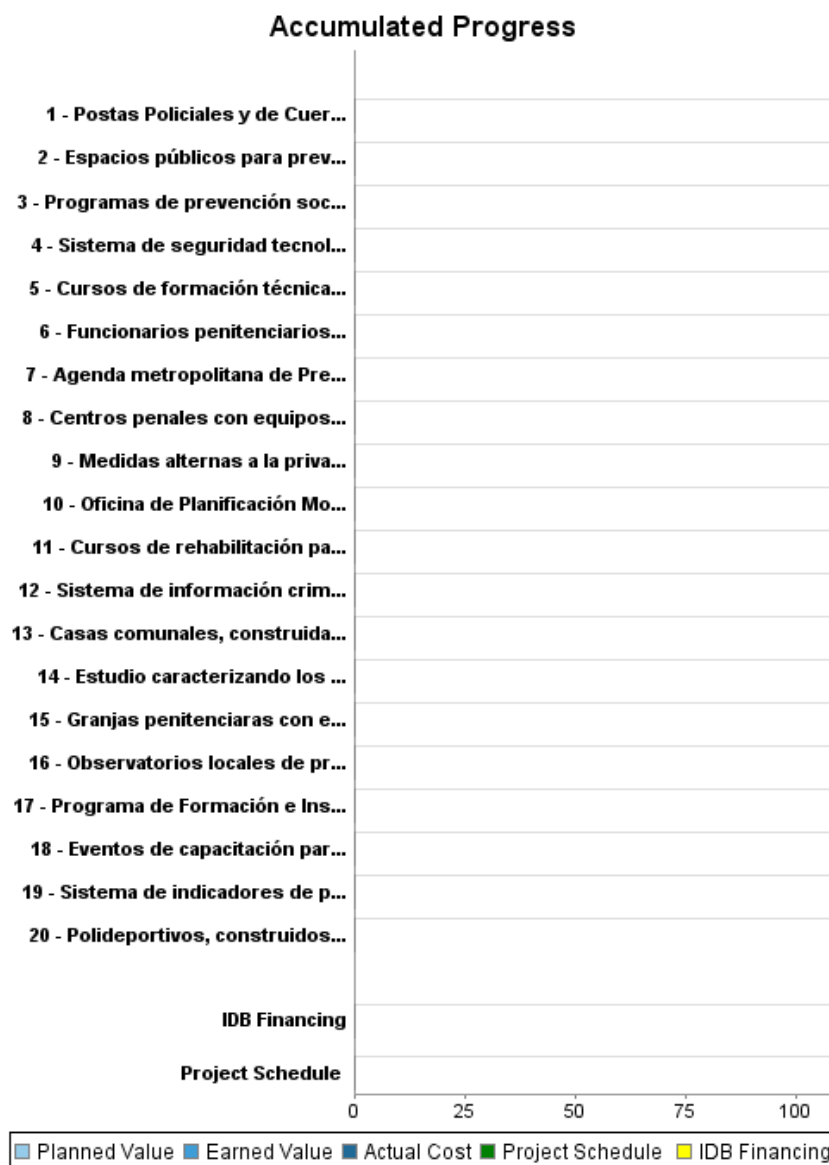 Accumulated Progress
1 - Postas Policiales y de Cuer...
2 - Espacios públicos para prev...
3 - Programas de prevención soc...
4 - Sistema de seguridad tecnol...
5 - Cursos de formación técnica...
6 - Funcionarios penitenciarios...
7 - Agenda metropolitana de Pre...
8 - Centros penales con equipos...
9 - Medidas alternas a la priva...
10 - Oficina de Planificación Mo...
11 - Cursos de rehabilitación pa...
12 - Sistema de información crim...
13 - Casas comunales, construida...
14 - Estudio caracterizando los ...
15 - Granjas penitenciaras con e...
16 - Observatorios locales de pr...
17 - Programa de Formación e Ins...
18 - Eventos de capacitación par...
19 - Sistema de indicadores de p...
20 - Polideportivos, construidos...
IDB Financing
Project Schedule
0 25 50 75 100
Planned Value Earned Value Actual Cost Project Schedule IDB Financing